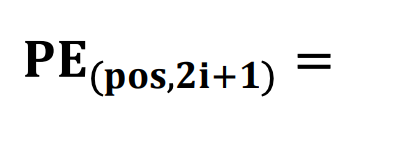 PE(pos,2i+1) =